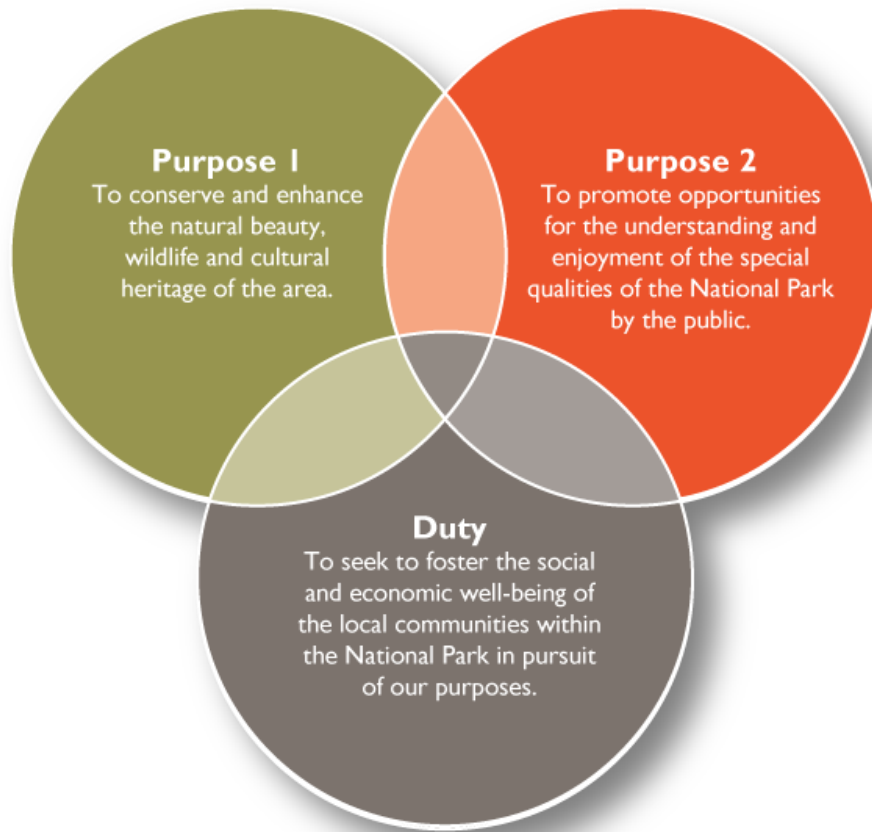 Purpose 1
To conserve and enhance
the natural beauty,
wildlife and cultural
heritage of the area.
Purpose 2
To promote opportunities
for the understanding and
enjoyment of the special
qualities of the National Park
by the public.
Duty
To seek to foster the social
and economic well-being of
the local communities within
the National Park in pursuit
of our purposes.